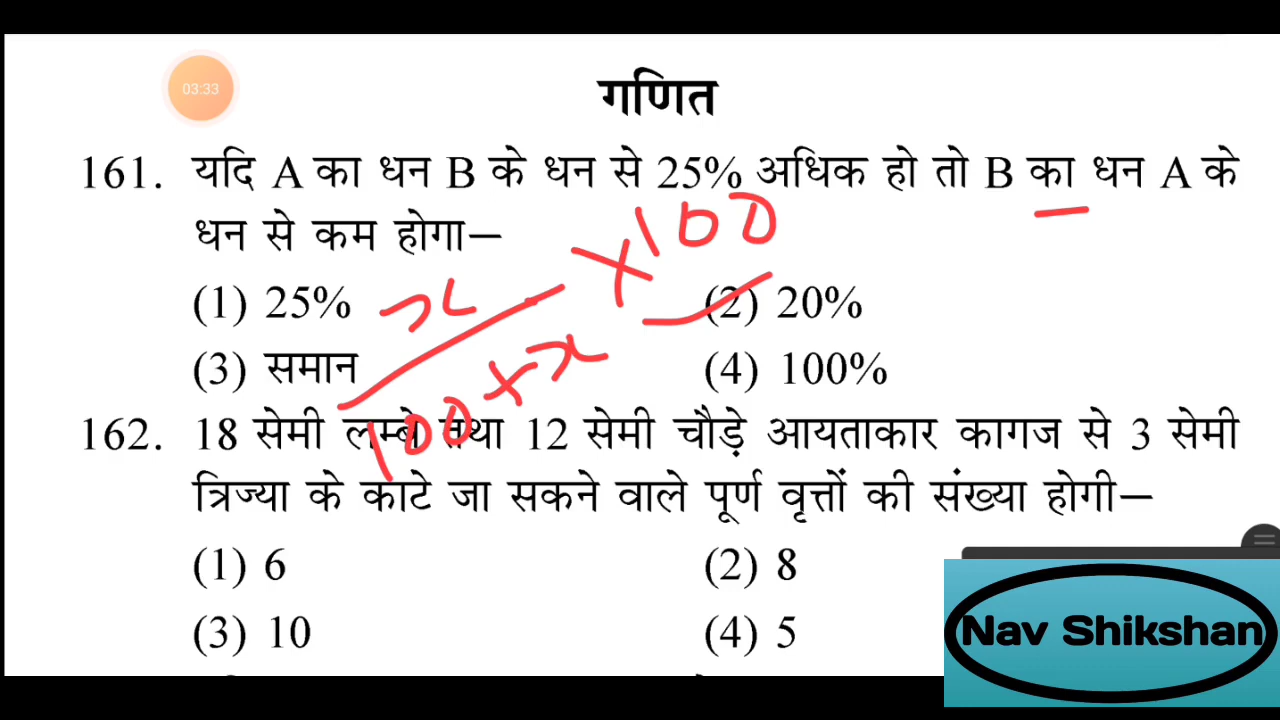 03:33
गणित
161. यदि A का धन B के धन से 25% अधिक हो तो B का धन A के
धन से कम होगा–
x/100+x ×100
(1) 25% (2) 20%
(3) समान (4) 100%
162. 18 सेमी लम्बे तथा 12 सेमी चौड़े आयताकार कागज से 3 सेमी
त्रिज्या के काटे जा सकने वाले पूर्ण वृत्तों की संख्या होगी–
(1) 6 (2) 8
(3) 10 (4) 5
Nav Shikshan